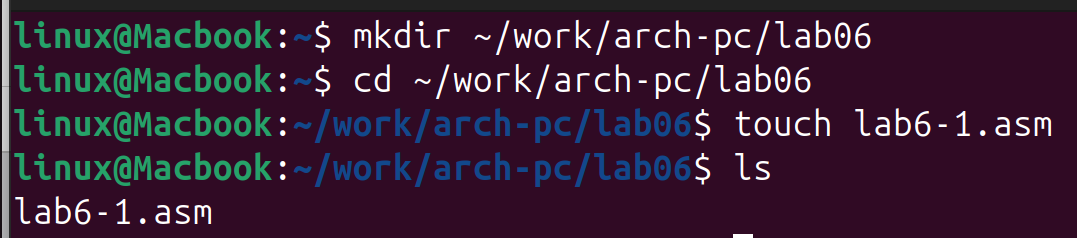 linux@Macbook:~$ mkdir ~/work/arch-pc/lab06
linux@Macbook:~$ cd ~/work/arch-pc/lab06
linux@Macbook:~/work/arch-pc/lab06$ touch lab6-1.asm
linux@Macbook:~/work/arch-pc/lab06$ ls
lab6-1.asm